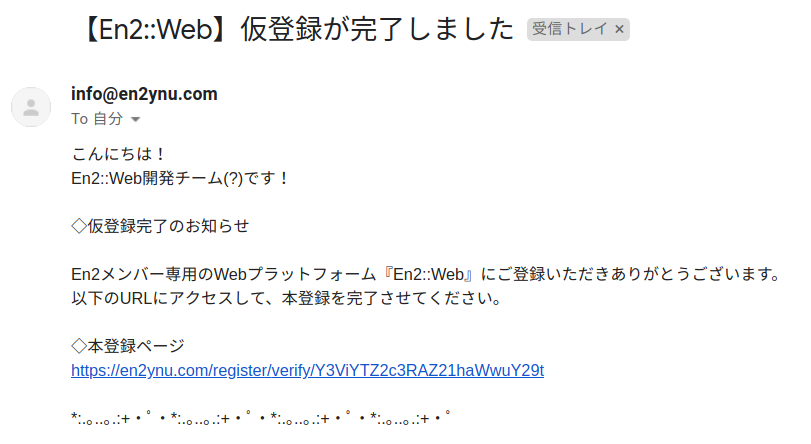 【En2::Web】仮登録が完了しました 受信トレイ ×
info@en2ynu.com
To 自分
こんにちは！
En2::Web開発チーム(?)です！
◇仮登録完了のお知らせ
En2メンバー専用のWebプラットフォーム『En2::Web』にご登録いただきありがとうございます。
以下のURLにアクセスして、本登録を完了させてください。
◇本登録ページ
https://en2ynu.com/register/verify/Y3ViYTZ2c3RAZ21haWwuY29t
*:..｡..｡.:+・ﾟ・*:..｡..｡.:+・ﾟ・*:..｡..｡.:+・ﾟ・*:..｡..｡.:+・ﾟ